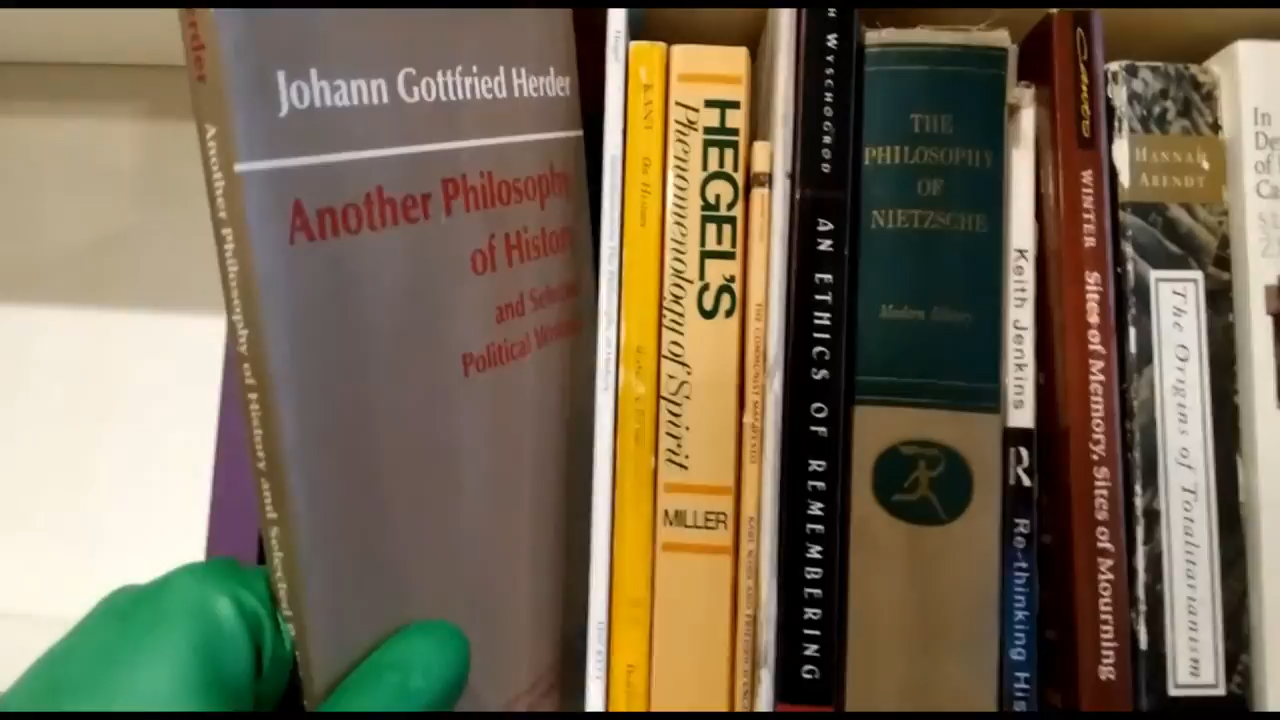 Johann Gottfried Herder
Another Philosophy
of History
and Selected
Political
Another Philosophy of History and Selected
KANT
On History
HEGEL'S
Phenomenology of Spirit
MILLER
THE COMMUNIST MANIFESTO
WYSCHOGROD
AN ETHICS OF REMEMBERING
THE
PHILOSOPHY
OF
NIETZSCHE
Modern Library
Keith Jenkins
R
Re-thinking His
Canto
WINTER
Sites of Memory, Sites of Mourning
HANNAH
ARENDT
The Origins of Totalitarianism
In
De
of